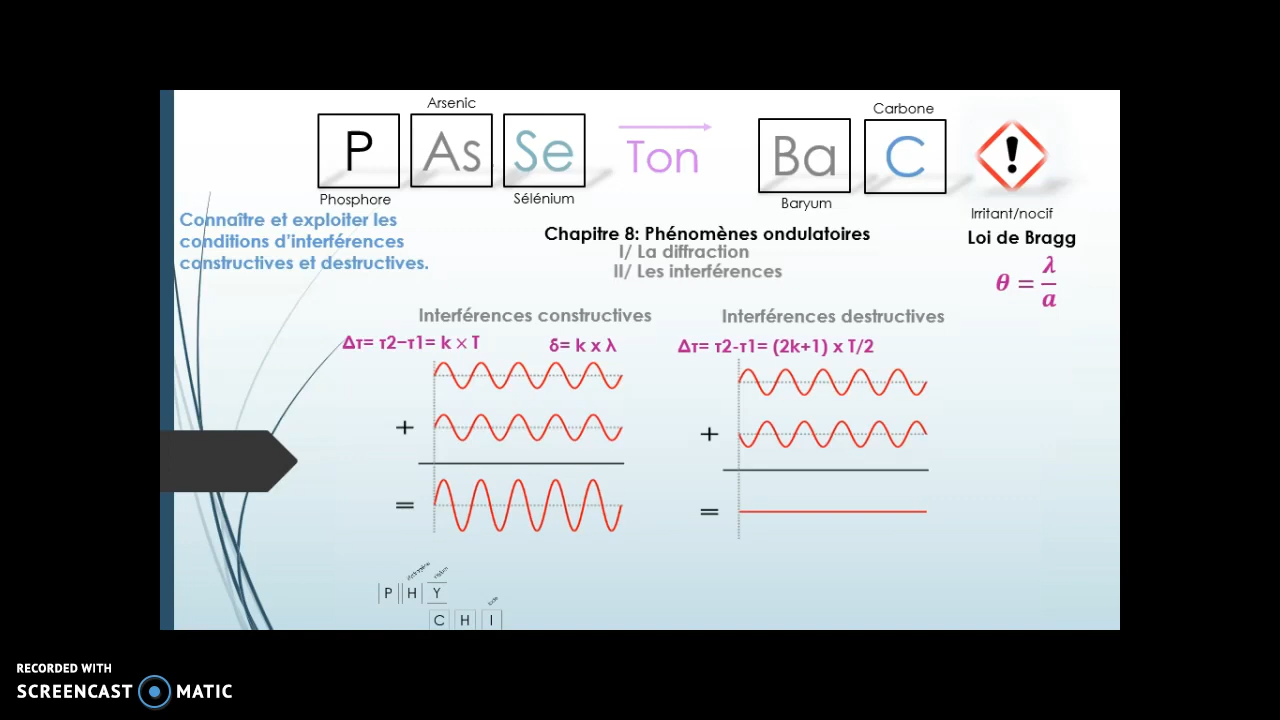 Arsenic
Carbone
P
As
Se
Ton
Ba
C
!
Phosphore
Sélénium
Baryum
Irritant/nocif
Connaître et exploiter les
conditions d'interférences
constructives et destructives.
Chapitre 8: Phénomènes ondulatoires
I/ La diffraction
II/ Les interférences
Loi de Bragg
θ = λ/a
Interférences constructives
Interférences destructives
Δτ= τ2−τ1= k × T
δ= k x λ
Δτ= τ2-τ1= (2k+1) x T/2
+
+
=
=
P H Y
C H I
RECORDED WITH
SCREENCAST MATIC